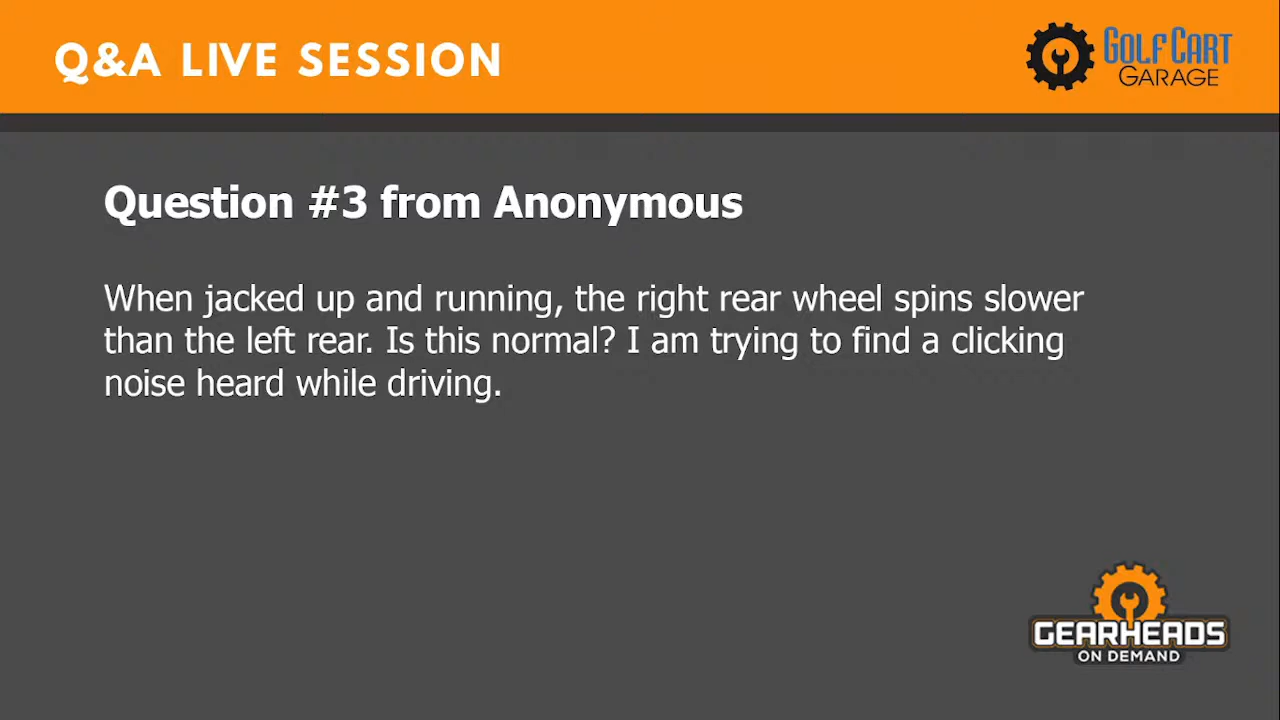 Q&A LIVE SESSION
GOLF CART
GARAGE
Question #3 from Anonymous
When jacked up and running, the right rear wheel spins slower
than the left rear. Is this normal? I am trying to find a clicking
noise heard while driving.
GEARHEADS
ON DEMAND